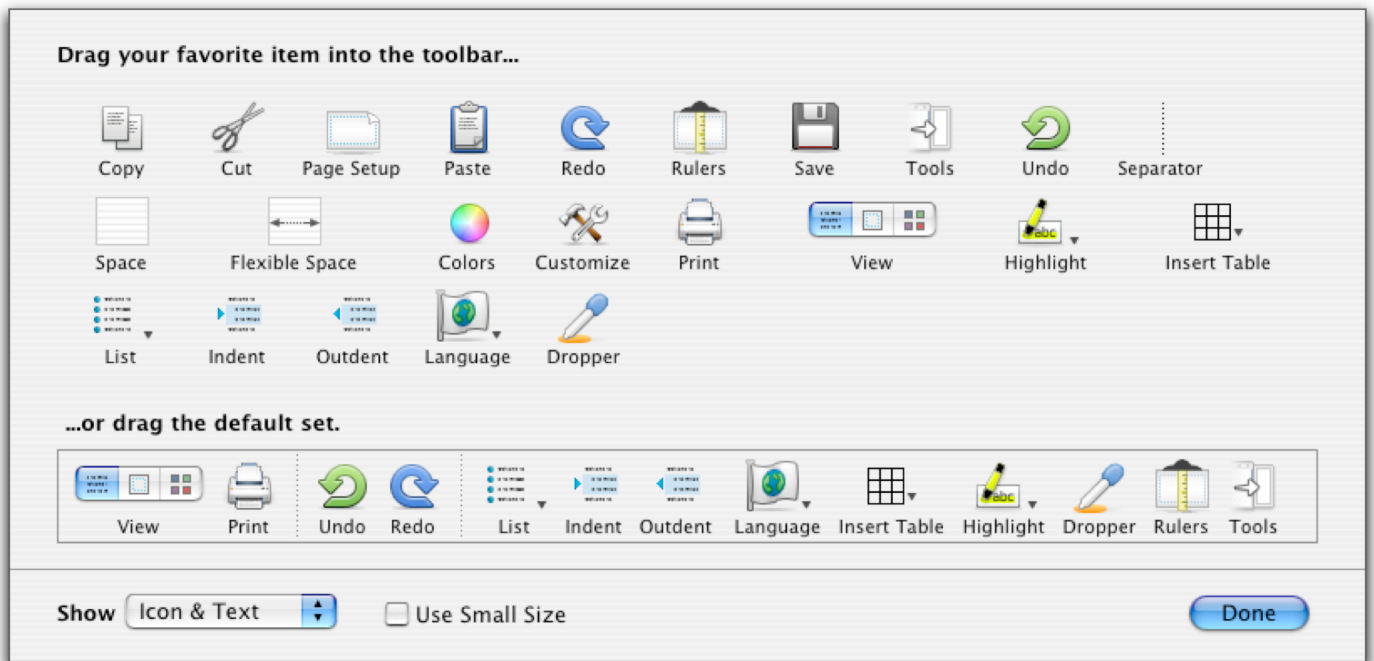 Drag your favorite item into the toolbar...
Copy Cut Page Setup Paste Redo Rulers Save Tools Undo Separator
abc
Space Flexible Space Colors Customize Print View Highlight Insert Table
List Indent Outdent Language Dropper
...or drag the default set.
abc
View Print Undo Redo List Indent Outdent Language Insert Table Highlight Dropper Rulers Tools
Show Icon & Text Use Small Size Done